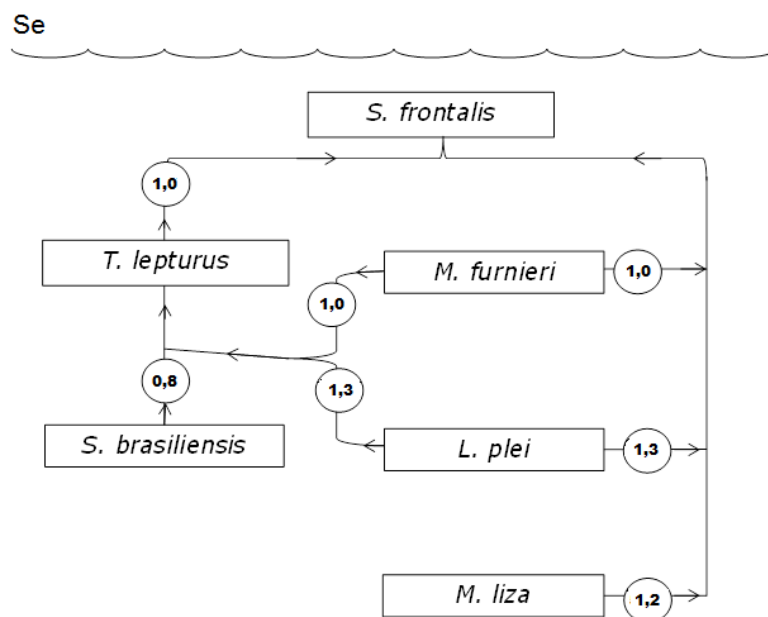 Se
S. frontalis
1,0
T. lepturus
M. furnieri
1,0
1,0
0,8
1,3
S. brasiliensis
L. plei
1,3
M. liza
1,2